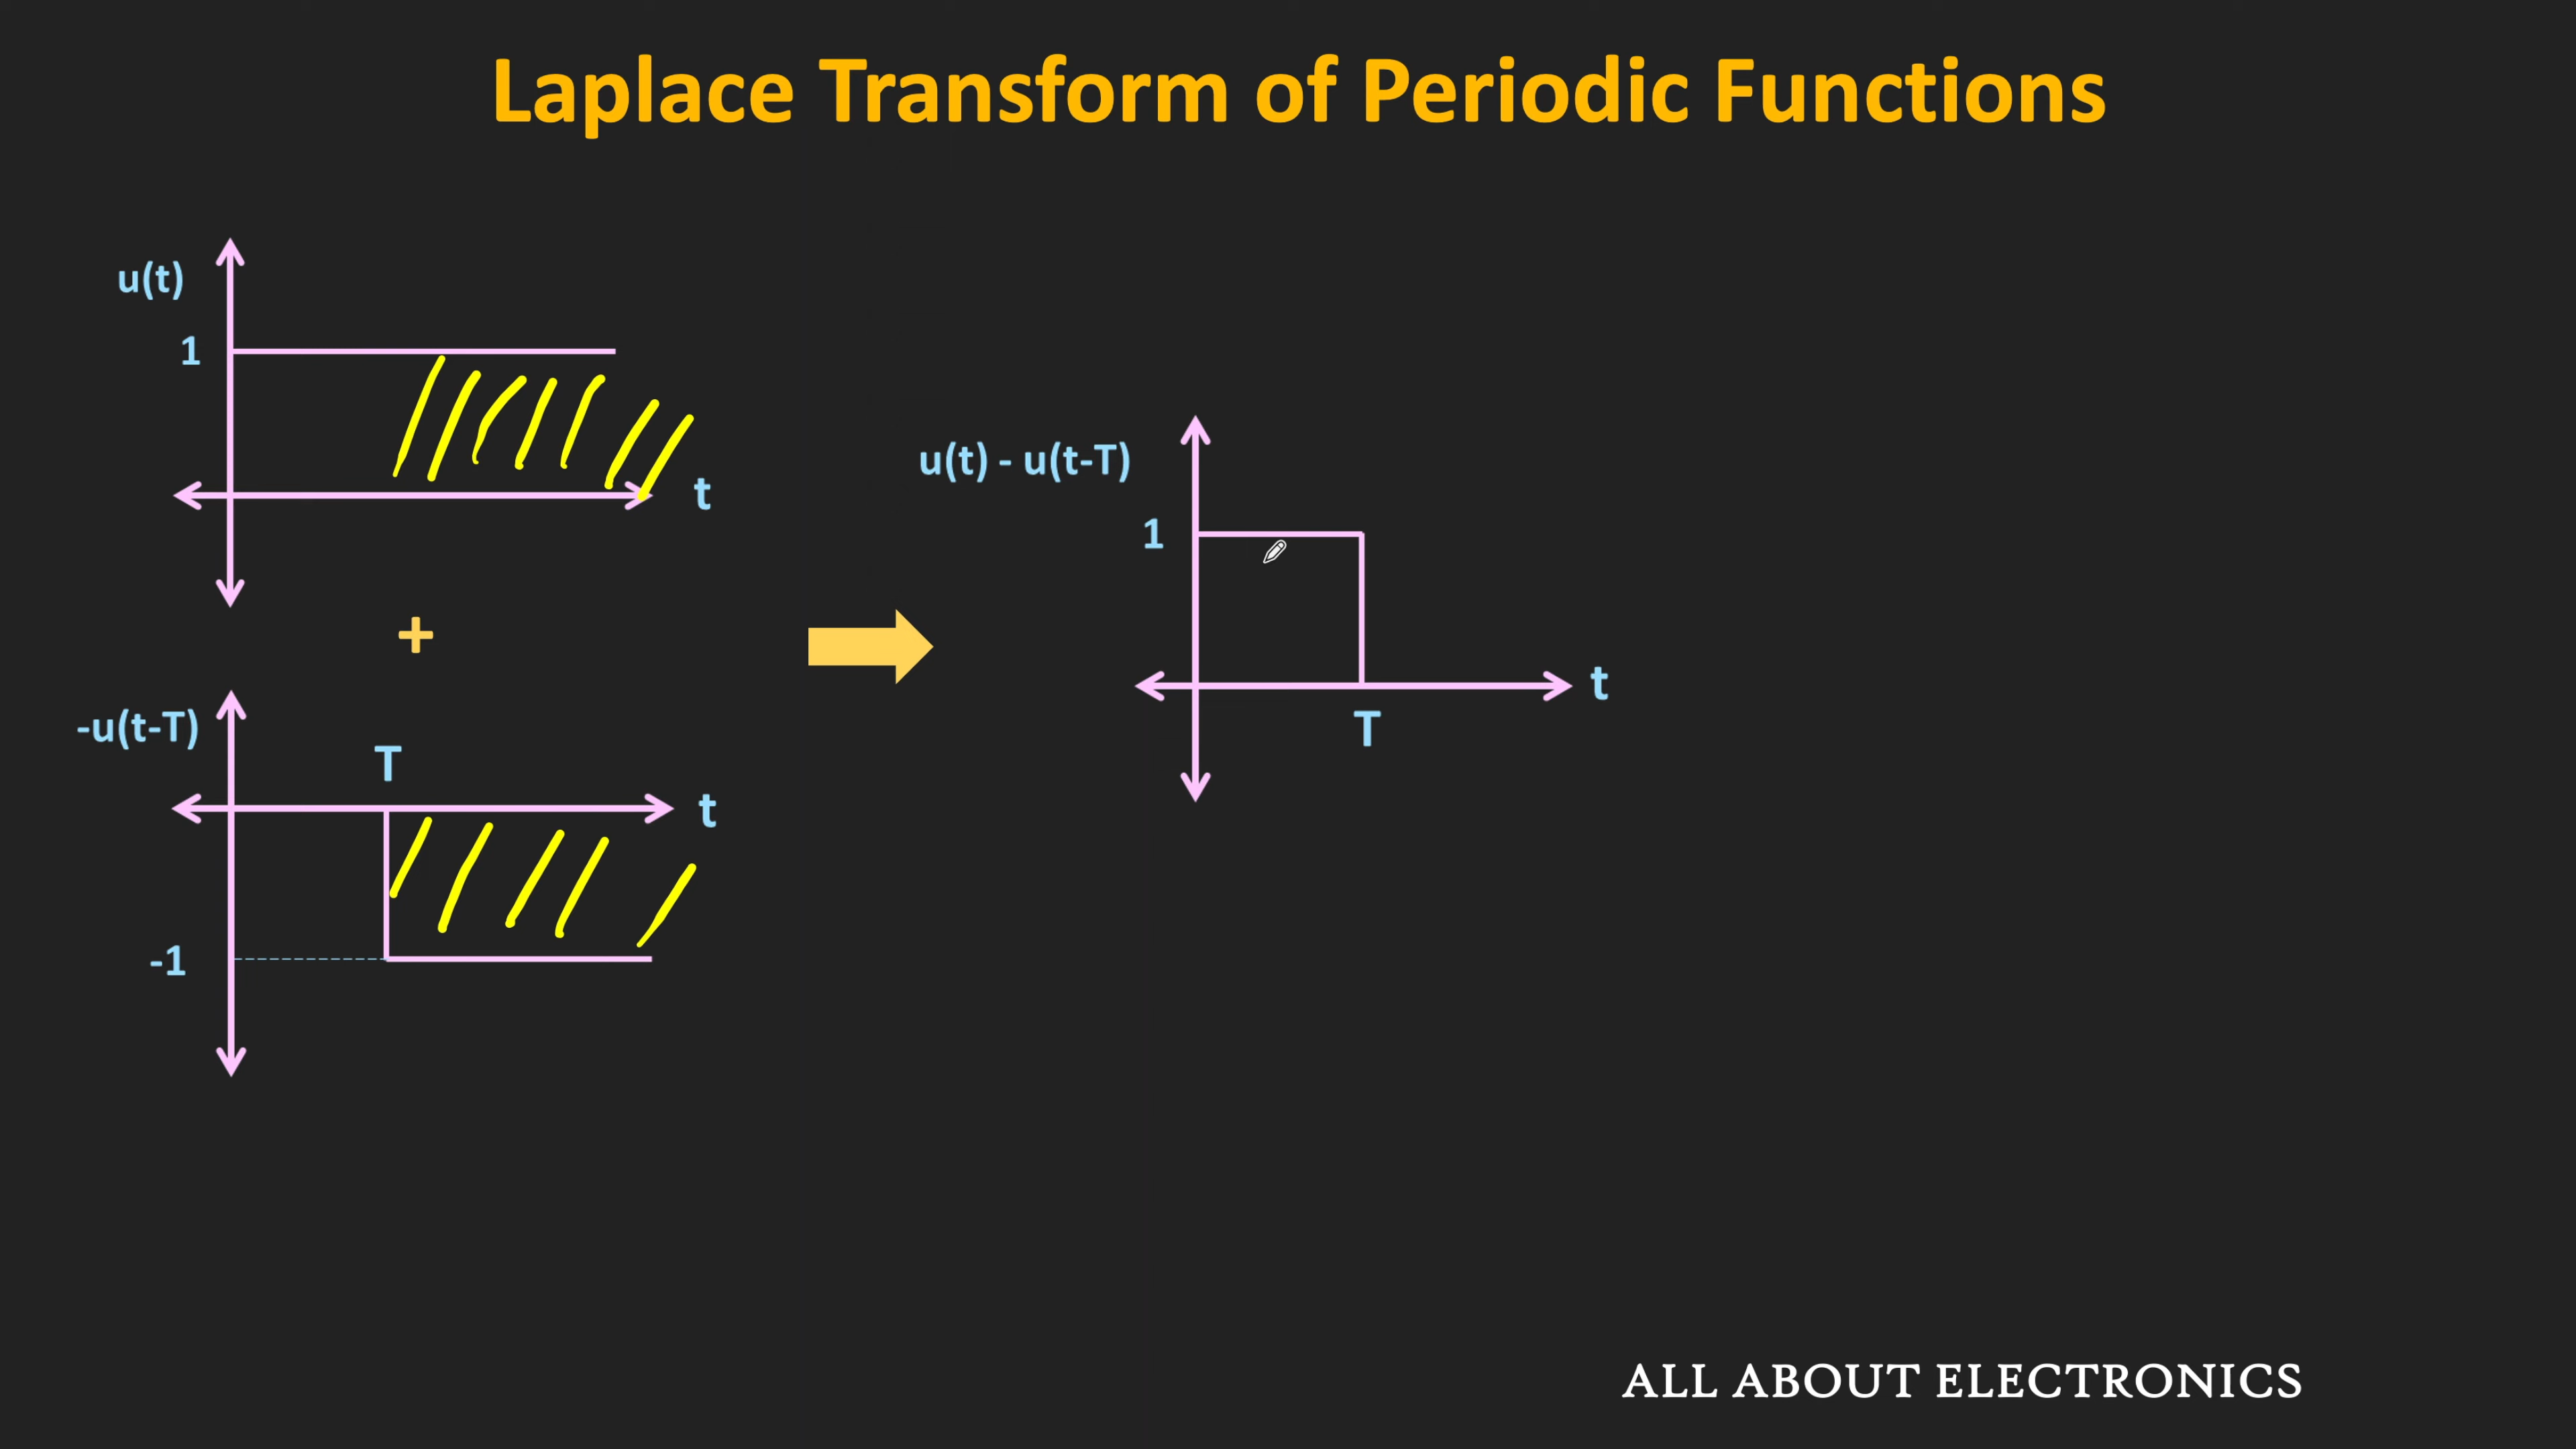 Laplace Transform of Periodic Functions
u(t)
1
t
+
-u(t-T)
T
t
-1
u(t) - u(t-T)
1
t
T
ALL ABOUT ELECTRONICS